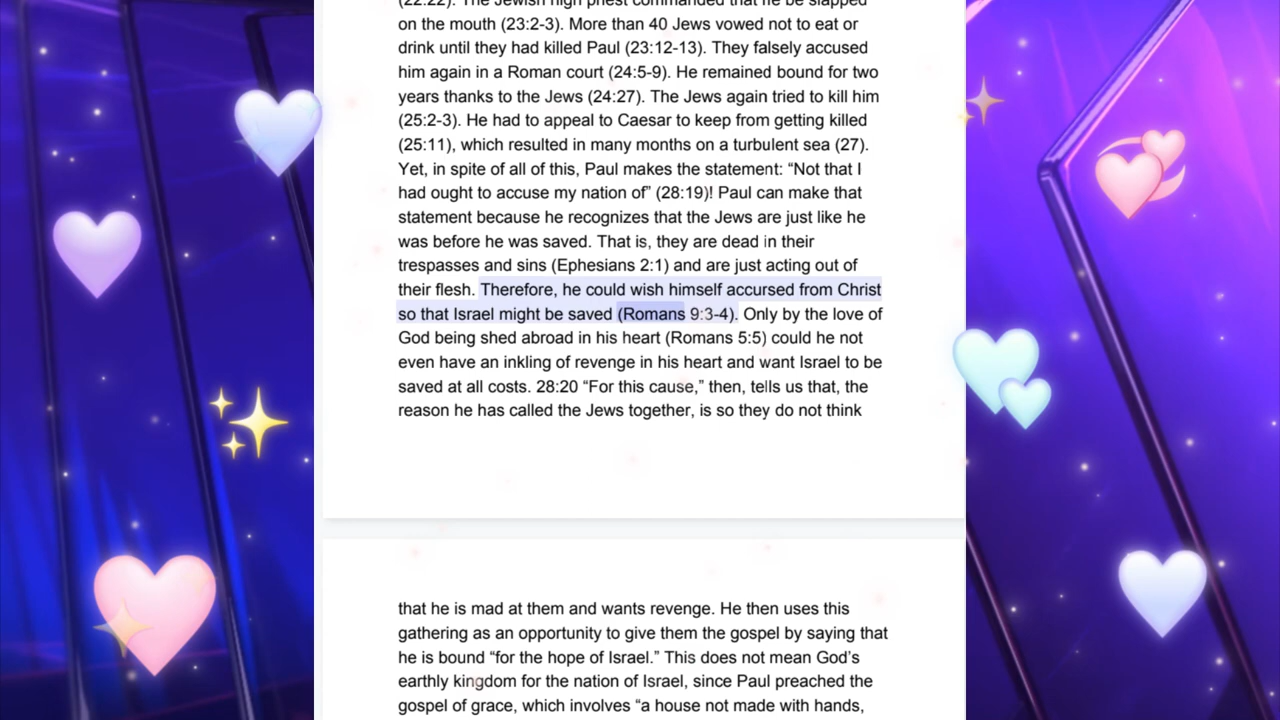 (22:22). The Jewish high priest commanded that he be slapped
on the mouth (23:2-3). More than 40 Jews vowed not to eat or
drink until they had killed Paul (23:12-13). They falsely accused
him again in a Roman court (24:5-9). He remained bound for two
years thanks to the Jews (24:27). The Jews again tried to kill him
(25:2-3). He had to appeal to Caesar to keep from getting killed
(25:11), which resulted in many months on a turbulent sea (27).
Yet, in spite of all of this, Paul makes the statement: “Not that I
had ought to accuse my nation of” (28:19)! Paul can make that
statement because he recognizes that the Jews are just like he
was before he was saved. That is, they are dead in their
trespasses and sins (Ephesians 2:1) and are just acting out of
their flesh. Therefore, he could wish himself accursed from Christ
so that Israel might be saved (Romans 9:3-4). Only by the love of
God being shed abroad in his heart (Romans 5:5) could he not
even have an inkling of revenge in his heart and want Israel to be
saved at all costs. 28:20 “For this cause,” then, tells us that, the
reason he has called the Jews together, is so they do not think
that he is mad at them and wants revenge. He then uses this
gathering as an opportunity to give them the gospel by saying that
he is bound “for the hope of Israel.” This does not mean God’s
earthly kingdom for the nation of Israel, since Paul preached the
gospel of grace, which involves “a house not made with hands,